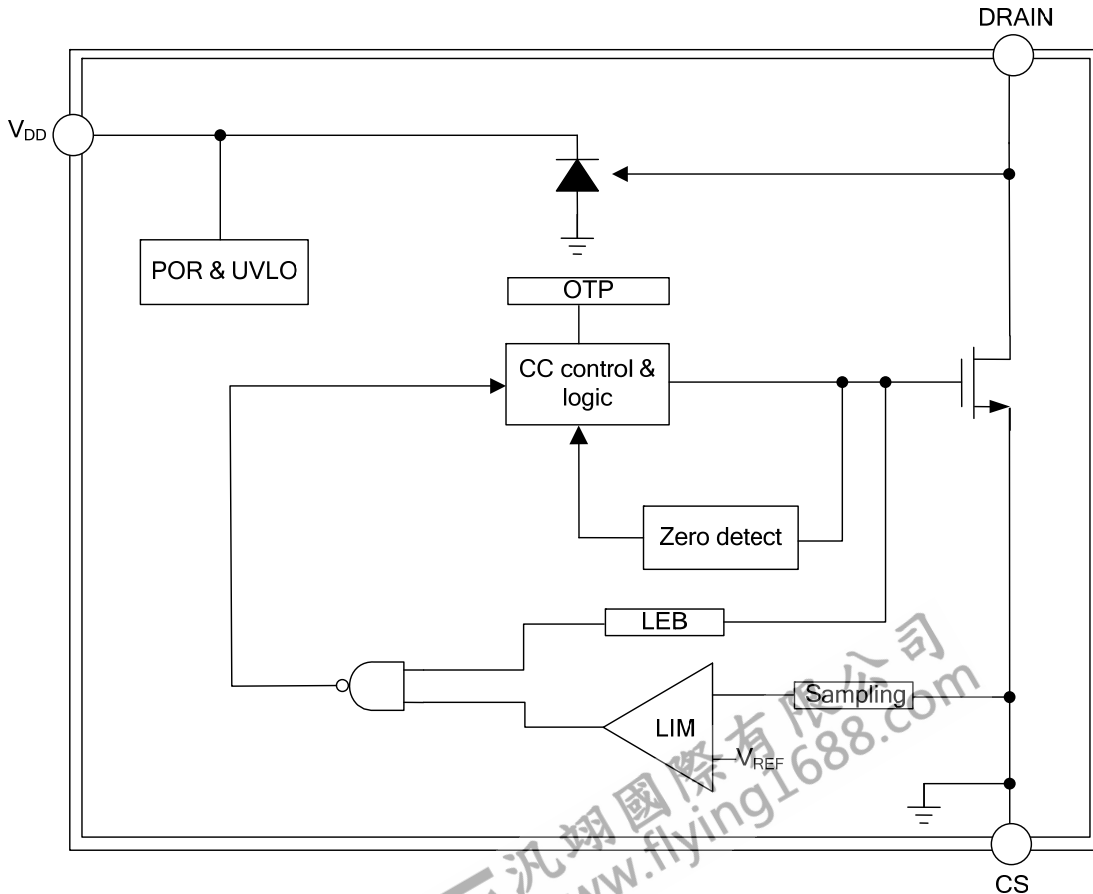 DRAIN
VDD
POR & UVLO
OTP
CC control &
logic
Zero detect
LEB
Sampling
LIM
VREF
汎翊國際有限公司
www.flying1688.com
CS